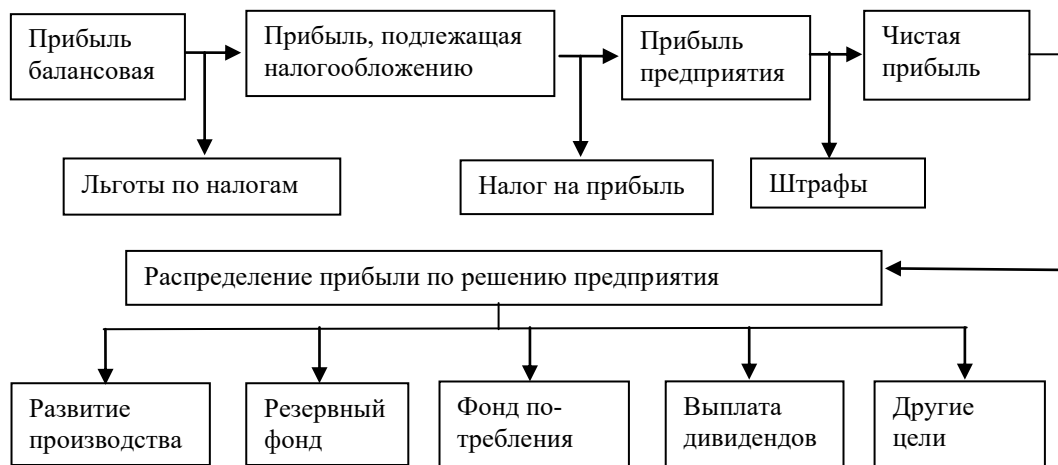 Прибыль
балансовая
Прибыль, подлежащая
налогообложению
Прибыль
предприятия
Чистая
прибыль
Льготы по налогам
Налог на прибыль
Штрафы
Распределение прибыли по решению предприятия
Развитие
производства
Резервный
фонд
Фонд по-
требления
Выплата
дивидендов
Другие
цели